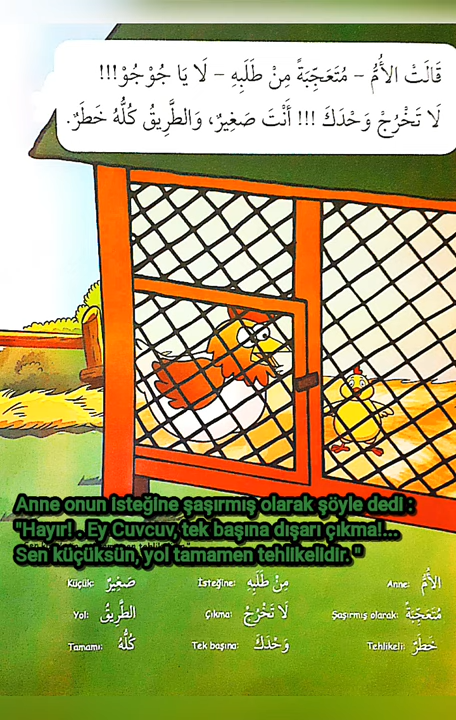 قَالَتْ الأُمُّ – مُتَعَجِّبَةً مِنْ طَلَبِهِ – لَا يَا جُوْجُوْ!!!
لَا تَخْرُجْ وَحْدَكَ !!! أَنْتَ صَغِيرٌ، وَالطَّرِيقُ كُلُّهُ خَطَرٌ.
Anne onun isteğine şaşırmış olarak şöyle dedi :
"Hayır!.. Ey Cuvcuv, tek başına dışarı çıkma!...
Sen küçüksün, yol tamamen tehlikelidir. "
Küçük: صَغِيرٌ İsteğine: مِنْ طَلَبِهِ Anne: الأُمُّ
Yol: الطَّرِيقُ Çıkma: لَا تَخْرُجْ Şaşırmış olarak: مُتَعَجِّبَةً
Tamamı: كُلُّهُ Tek başına: وَحْدَكَ Tehlikeli: خَطَرٌ